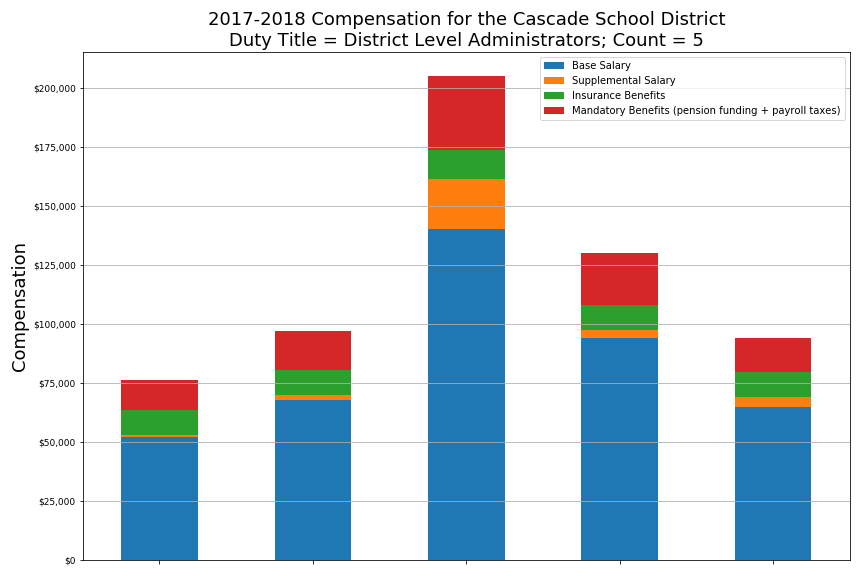 2017-2018 Compensation for the Cascade School District
Duty Title = District Level Administrators; Count = 5
Base Salary
Supplemental Salary
Insurance Benefits
Mandatory Benefits (pension funding + payroll taxes)
Compensation
$200,000
$175,000
$150,000
$125,000
$100,000
$75,000
$50,000
$25,000
$0